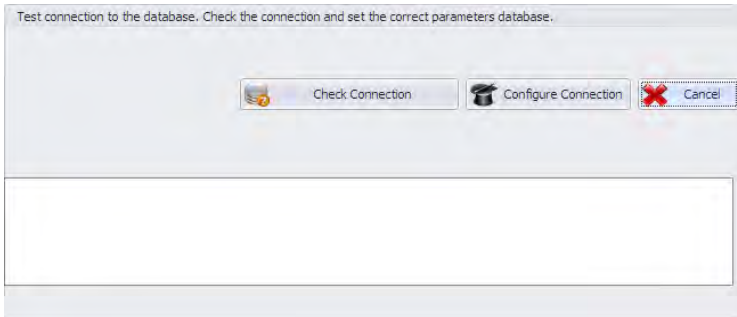 Test connection to the database. Check the connection and set the correct parameters database.
Check Connection
Configure Connection
Cancel